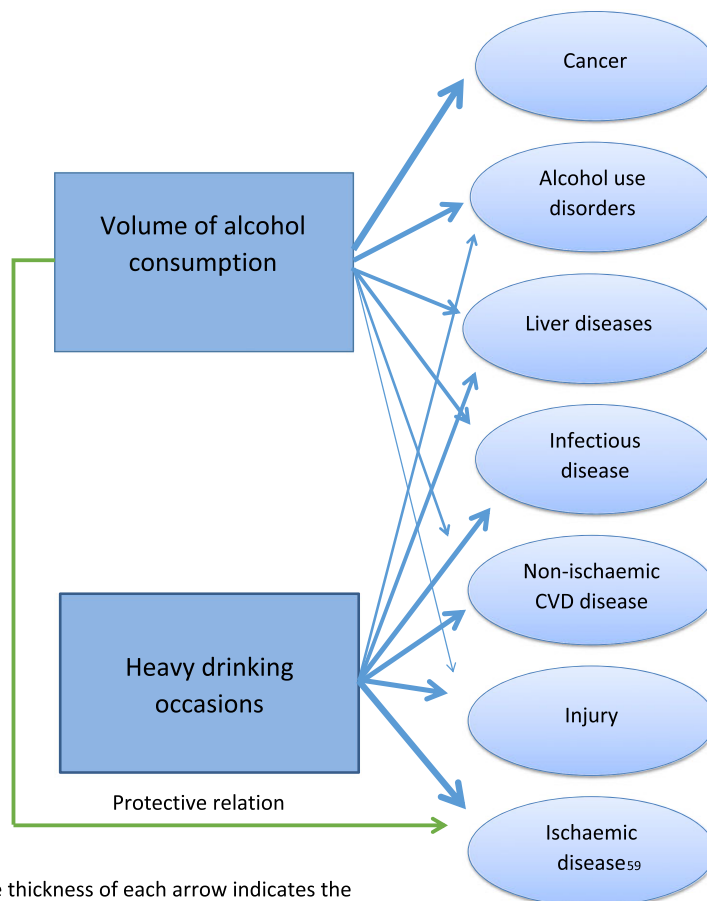 Cancer
Alcohol use
disorders
Volume of alcohol
consumption
Liver diseases
Infectious
disease
Non-ischaemic
CVD disease
Heavy drinking
occasions
Injury
Protective relation
Ischaemic
disease59
thickness of each arrow indicates the